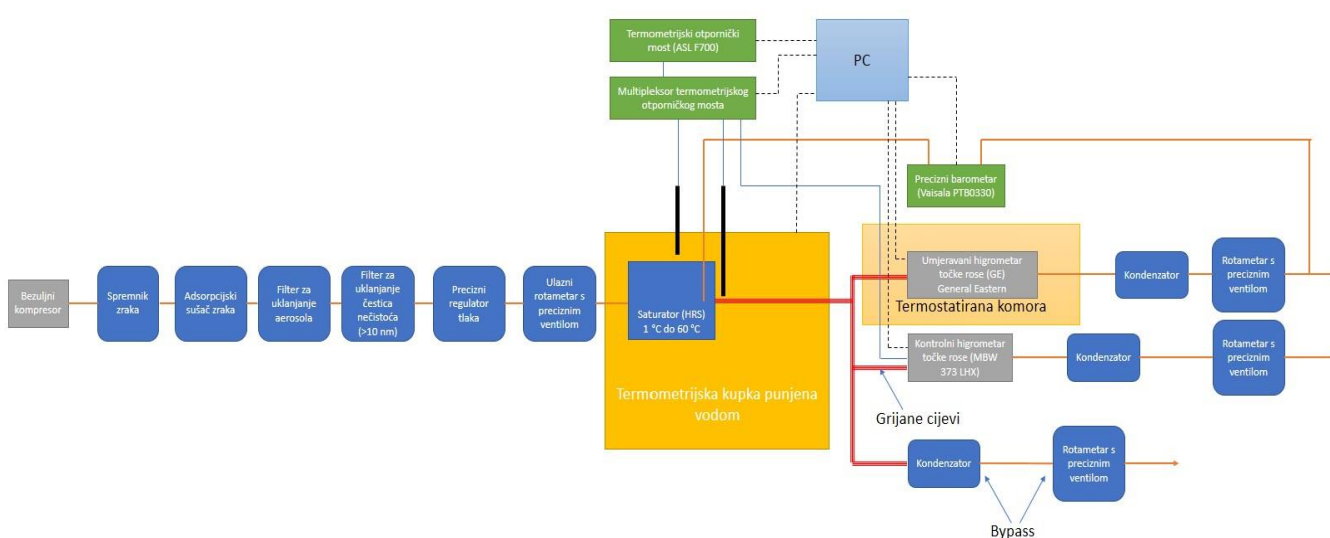 Termometrijski otpornički
most (ASL F700)
PC
Multipleksor termometrijskog
otporničkog mosta
Precizni barometar
(Vaisala PTB0330)
Bezuljni
kompresor
Spremnik
zraka
Adsorpcijski
sušač zraka
Filter za
uklanjanje
aerosola
Filter za
uklanjanje
čestica
nečistoća
(>10 nm)
Precizni
regulator
tlaka
Ulazni
rotametar s
preciznim
ventilom
Saturator (HRS)
1 °C do 60 °C
Termometrijska kupka punjena
vodom
Umjeravani higrometar
točke rose (GE)
General Eastern
Termostatirana komora
Kondenzator
Rotametar s
preciznim
ventilom
Kontrolni higrometar
točke rose (MBW
373 LHX)
Kondenzator
Rotametar s
preciznim
ventilom
Grijane cijevi
Kondenzator
Rotametar s
preciznim
ventilom
Bypass